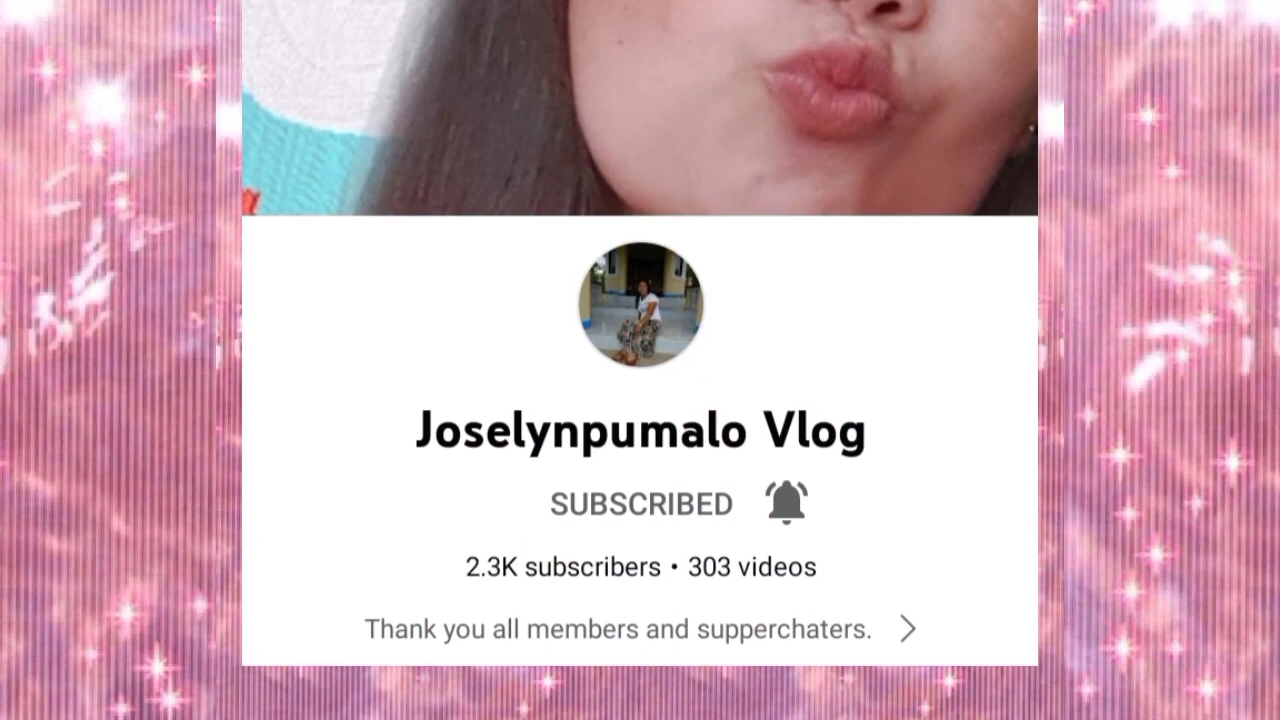 Joselynpumalo Vlog
SUBSCRIBED
2.3K subscribers • 303 videos
Thank you all members and supperchaters.